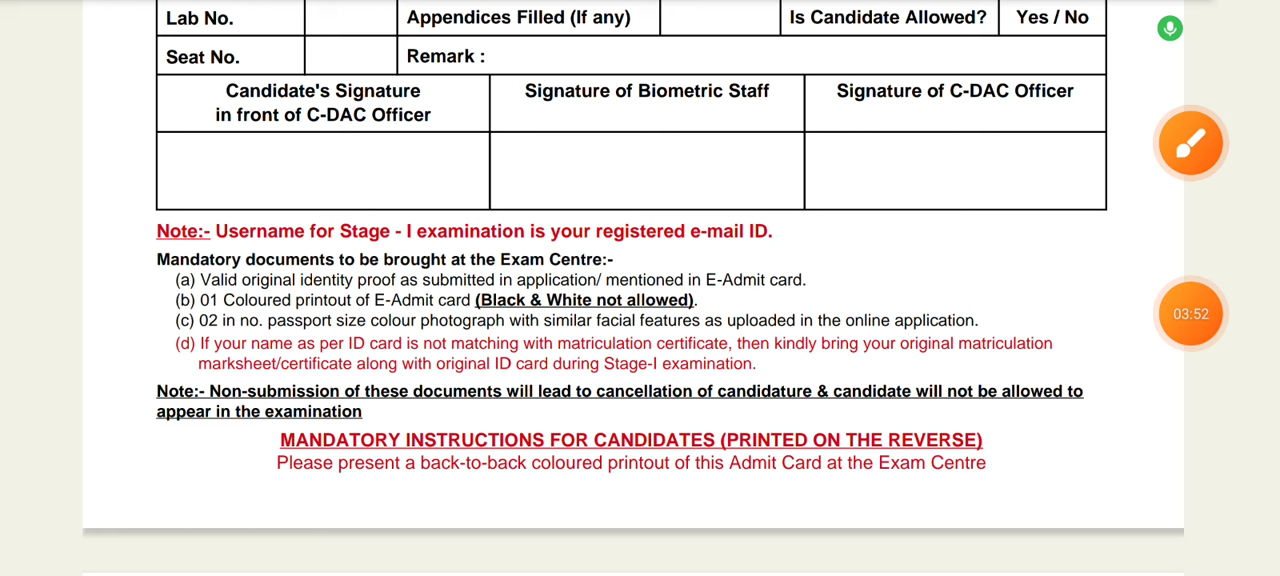 Lab No. Appendices Filled (If any) Is Candidate Allowed? Yes / No
Seat No. Remark :
Candidate's Signature Signature of Biometric Staff Signature of C-DAC Officer
in front of C-DAC Officer
Note:- Username for Stage - I examination is your registered e-mail ID.
Mandatory documents to be brought at the Exam Centre:-
(a) Valid original identity proof as submitted in application/ mentioned in E-Admit card.
(b) 01 Coloured printout of E-Admit card (Black & White not allowed).
(c) 02 in no. passport size colour photograph with similar facial features as uploaded in the online application.
03:52
(d) If your name as per ID card is not matching with matriculation certificate, then kindly bring your original matriculation
marksheet/certificate along with original ID card during Stage-I examination.
Note:- Non-submission of these documents will lead to cancellation of candidature & candidate will not be allowed to
appear in the examination
MANDATORY INSTRUCTIONS FOR CANDIDATES (PRINTED ON THE REVERSE)
Please present a back-to-back coloured printout of this Admit Card at the Exam Centre